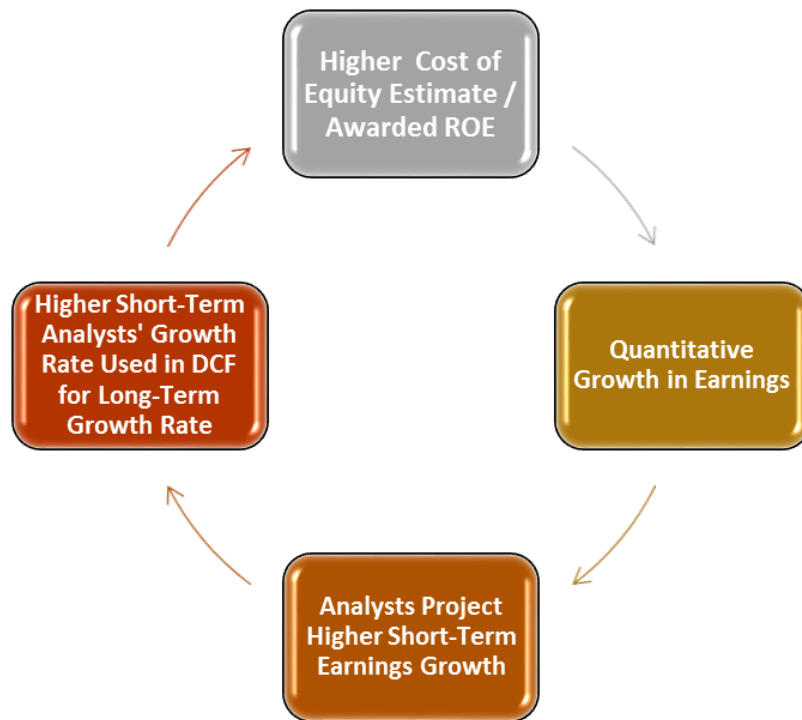 Higher Cost of
Equity Estimate /
Awarded ROE
Higher Short-Term
Analysts' Growth
Rate Used in DCF
for Long-Term
Growth Rate
Quantitative
Growth in Earnings
Analysts Project
Higher Short-Term
Earnings Growth